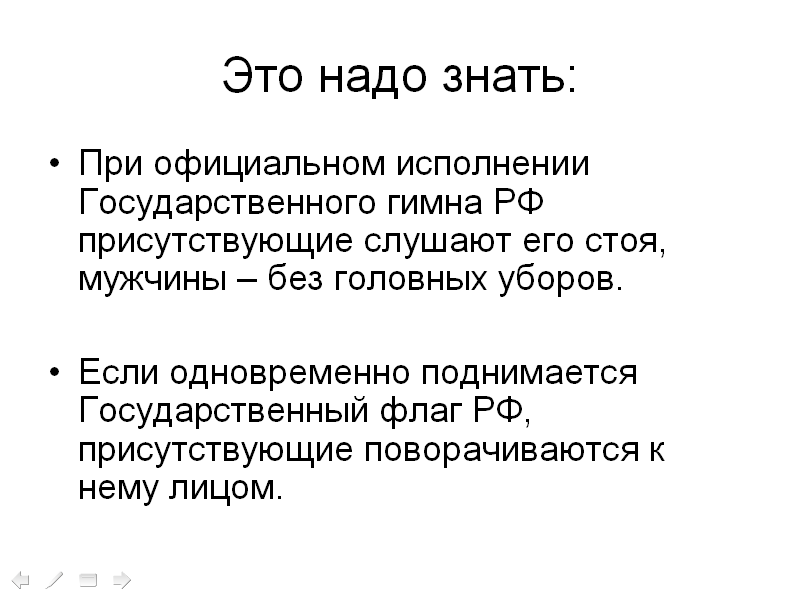 Это надо знать:
• При официальном исполнении
Государственного гимна РФ
присутствующие слушают его стоя,
мужчины – без головных уборов.
• Если одновременно поднимается
Государственный флаг РФ,
присутствующие поворачиваются к
нему лицом.